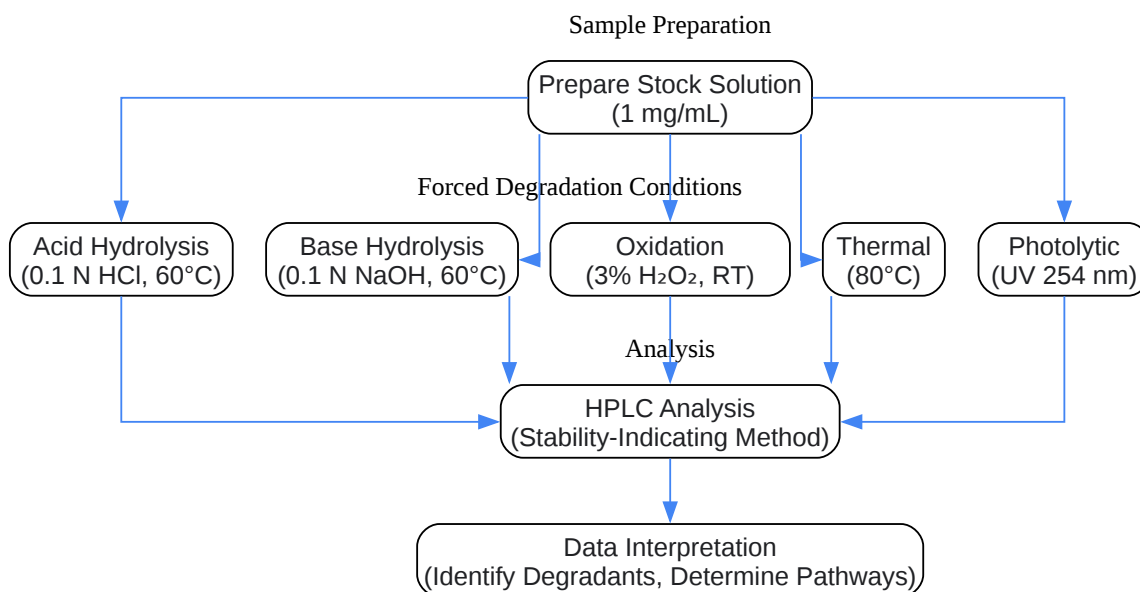 Sample Preparation
Prepare Stock Solution
(1 mg/mL)
Forced Degradation Conditions
Acid Hydrolysis
(0.1 N HCl, 60°C)
Base Hydrolysis
(0.1 N NaOH, 60°C)
Oxidation
(3% H₂O₂, RT)
Thermal
(80°C)
Photolytic
(UV 254 nm)
Analysis
HPLC Analysis
(Stability-Indicating Method)
Data Interpretation
(Identify Degradants, Determine Pathways)